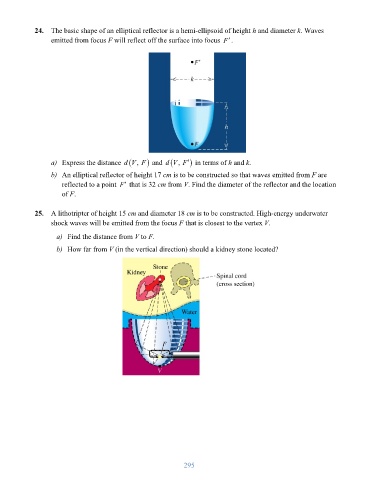 24. The basic shape of an elliptical reflector is a hemi-ellipsoid of height h and diameter k. Waves
emitted from focus F will reflect off the surface into focus F′.
F′
k
h
F
V
a) Express the distance d(V, F) and d(V, F′) in terms of h and k.
b) An elliptical reflector of height 17 cm is to be constructed so that waves emitted from F are
reflected to a point F′ that is 32 cm from V. Find the diameter of the reflector and the location
of F.
25. A lithotripter of height 15 cm and diameter 18 cm is to be constructed. High-energy underwater
shock waves will be emitted from the focus F that is closest to the vertex V.
a) Find the distance from V to F.
b) How far from V (in the vertical direction) should a kidney stone located?
Stone
Kidney
Spinal cord
(cross section)
Water
F
V
295